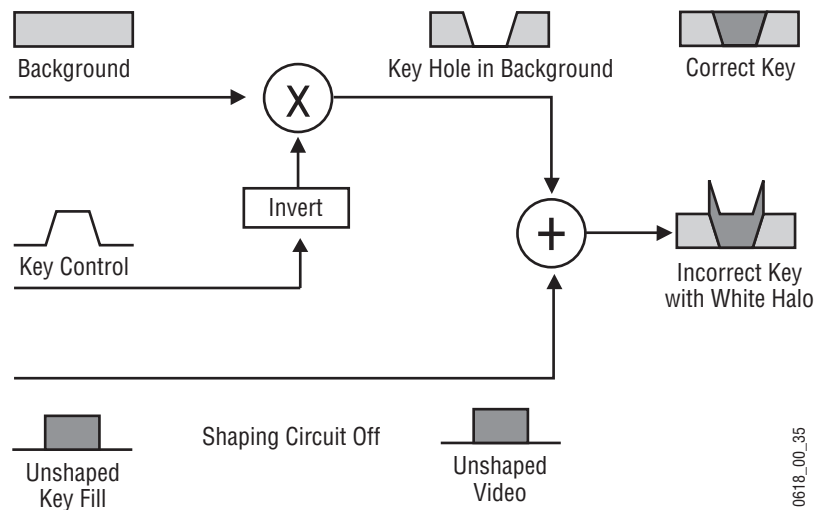 Background
Key Hole in Background
Correct Key
X
Invert
Key Control
+
Incorrect Key
with White Halo
Shaping Circuit Off
Unshaped
Key Fill
Unshaped
Video
0618_00_35